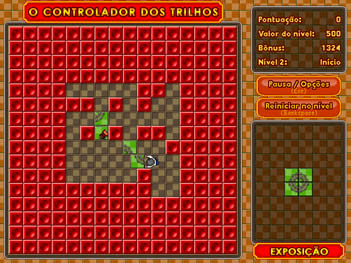 O CONTROLADOR DOS TRILHOS
Pontuação: 0
Valor do nível: 500
Bônus: 1324
Nível 2: Início
Pausa / Opções
(Esc)
Reiniciar no nível
(Backspace)
EXPOSIÇÃO